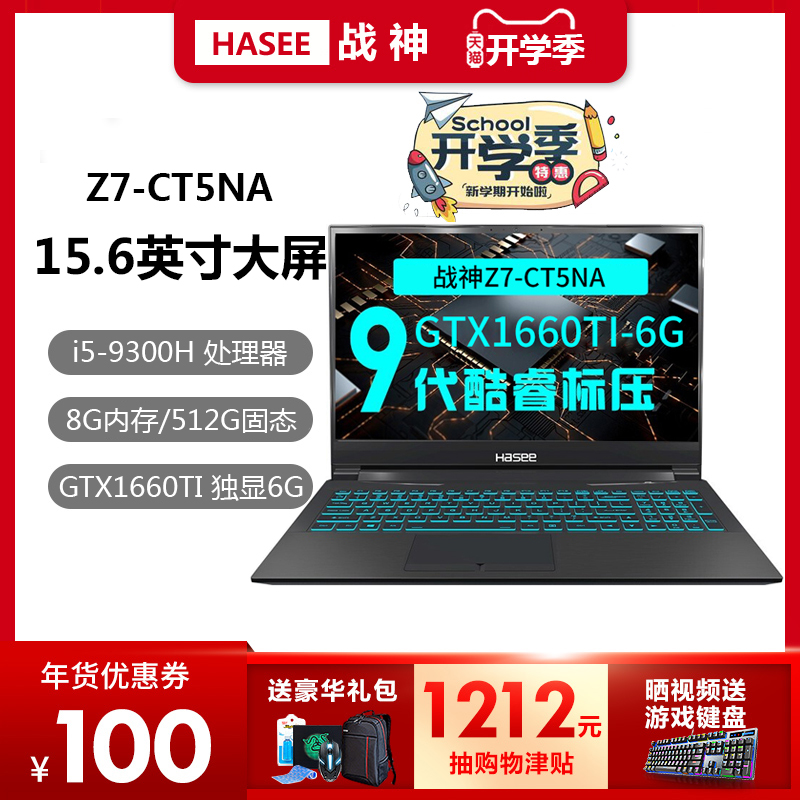 HASEE 战神
天猫 开学季
School
开学季
特惠
新学期开始啦
Z7-CT5NA
15.6英寸大屏
i5-9300H 处理器
8G内存/512G固态
GTX1660TI 独显6G
战神Z7-CT5NA
GTX1660TI-6G
9代酷睿标压
Hasee
年货优惠券
¥100
送豪华礼包
1212元
抽购物津贴
晒视频送
游戏键盘